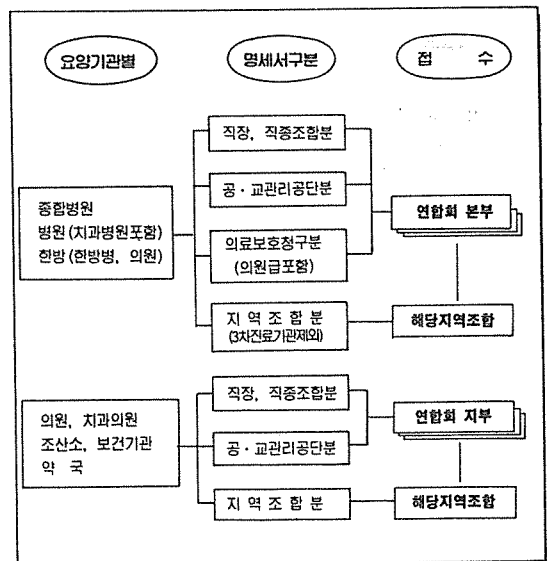 요양기관별
명세서구분
접 수
종합병원
병원(치과병원포함)
한방(한방병, 의원)
직장, 직종조합분
공·교관리공단분
의료보호청구분
(의원급포함)
지 역 조 합 분
(3차진료기관제외)
연합회 본부
해당지역조합
의원, 치과의원
조산소, 보건기관
약 국
직장, 직종조합분
공·교관리공단분
지 역 조 합 분
연합회 지부
해당지역조합